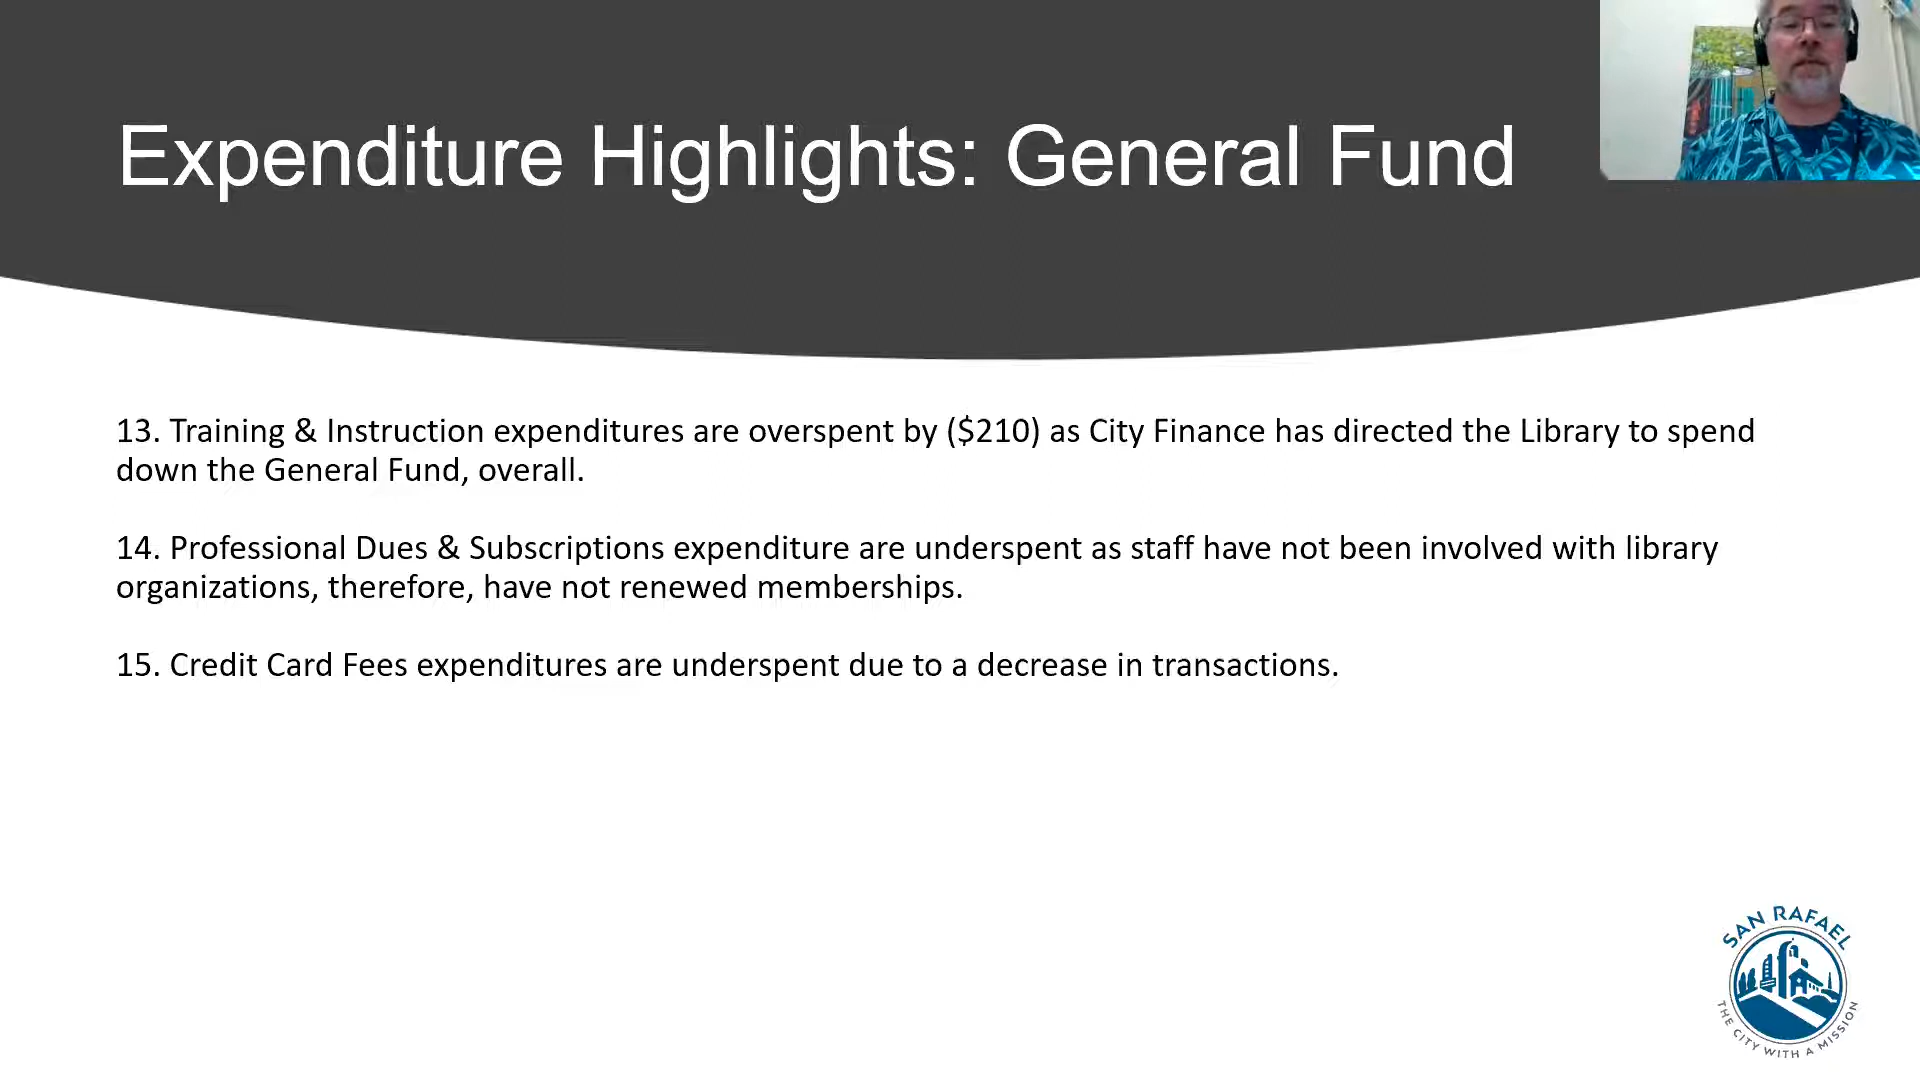 Expenditure Highlights: General Fund
13. Training & Instruction expenditures are overspent by ($210) as City Finance has directed the Library to spend
down the General Fund, overall.
14. Professional Dues & Subscriptions expenditure are underspent as staff have not been involved with library
organizations, therefore, have not renewed memberships.
15. Credit Card Fees expenditures are underspent due to a decrease in transactions.
SAN RAFAEL
THE CITY WITH A MISSION